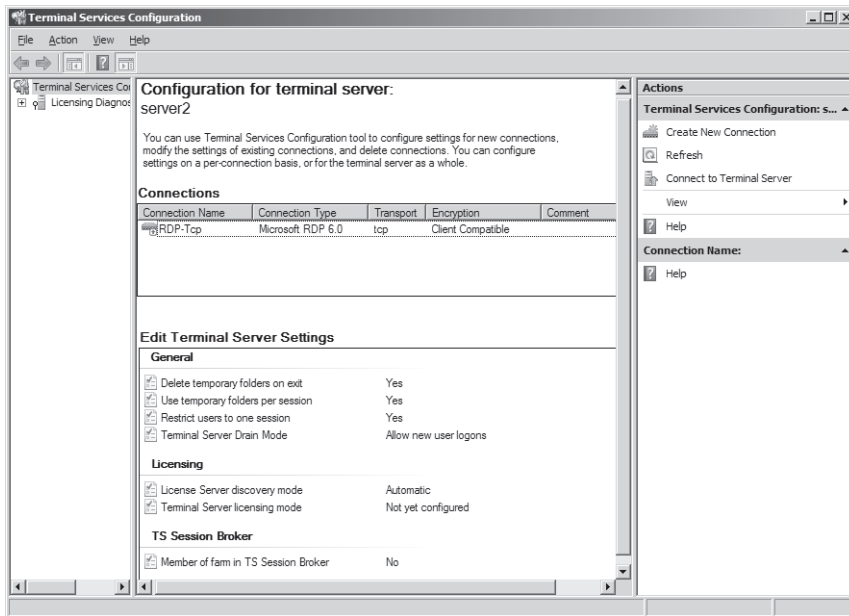 Terminal Services Configuration
File Action View Help
Terminal Services Co
Licensing Diagnos
Configuration for terminal server:
server2
You can use Terminal Services Configuration tool to configure settings for new connections,
modify the settings of existing connections, and delete connections. You can configure
settings on a per-connection basis, or for the terminal server as a whole.
Connections
Connection Name Connection Type Transport Encryption Comment
RDP-Tcp Microsoft RDP 6.0 tcp Client Compatible
Edit Terminal Server Settings
General
Delete temporary folders on exit Yes
Use temporary folders per session Yes
Restrict users to one session Yes
Terminal Server Drain Mode Allow new user logons
Licensing
License Server discovery mode Automatic
Terminal Server licensing mode Not yet configured
TS Session Broker
Member of farm in TS Session Broker No
Actions
Terminal Services Configuration: s...
Create New Connection
Refresh
Connect to Terminal Server
View
Help
Connection Name:
Help